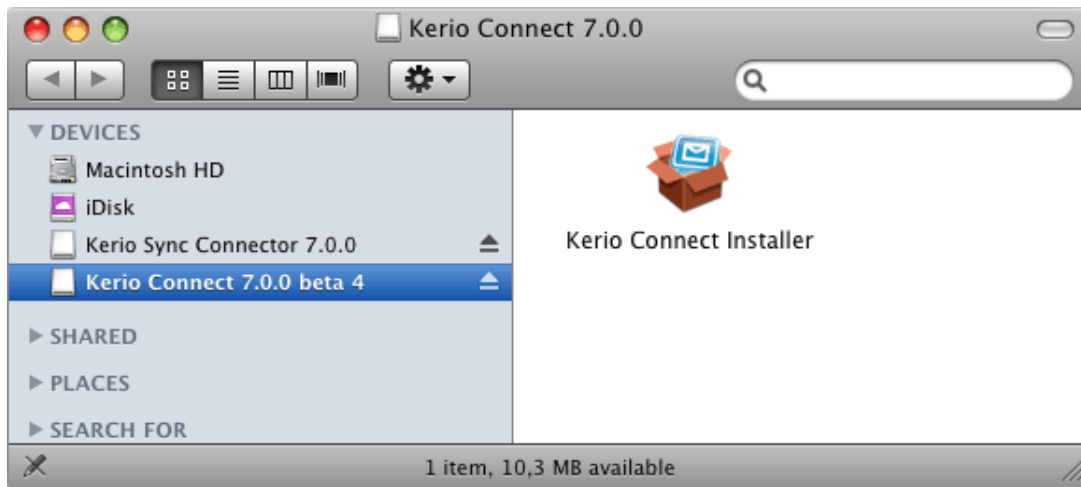 Kerio Connect 7.0.0
DEVICES
Macintosh HD
iDisk
Kerio Sync Connector 7.0.0
Kerio Connect 7.0.0 beta 4
SHARED
PLACES
SEARCH FOR
Kerio Connect Installer
1 item, 10,3 MB available